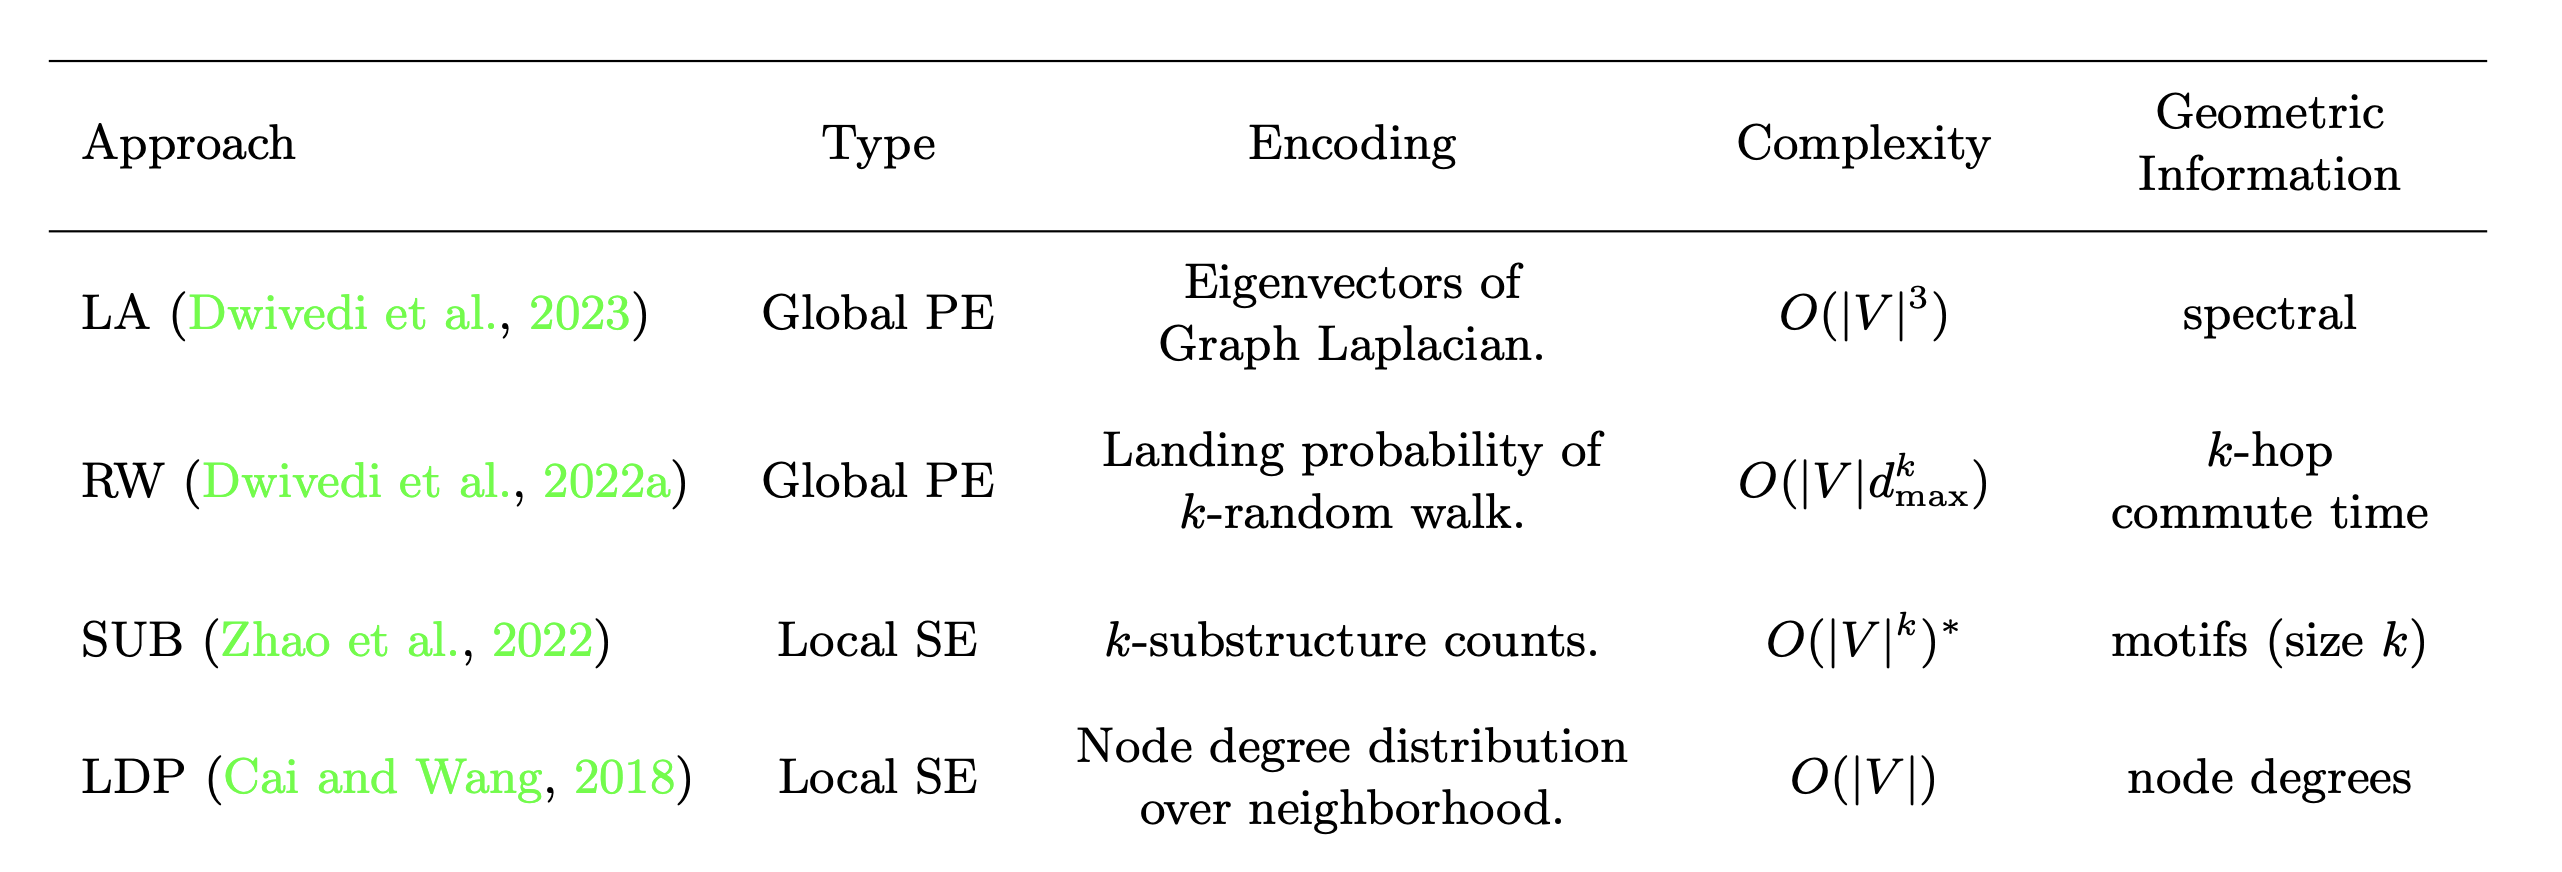 Approach Type Encoding Complexity Geometric Information
LA (Dwivedi et al., 2023) Global PE Eigenvectors of Graph Laplacian. O(|V|³) spectral
RW (Dwivedi et al., 2022a) Global PE Landing probability of k-random walk. O(|V|d_max^k) k-hop commute time
SUB (Zhao et al., 2022) Local SE k-substructure counts. O(|V|^k)* motifs (size k)
LDP (Cai and Wang, 2018) Local SE Node degree distribution over neighborhood. O(|V|) node degrees